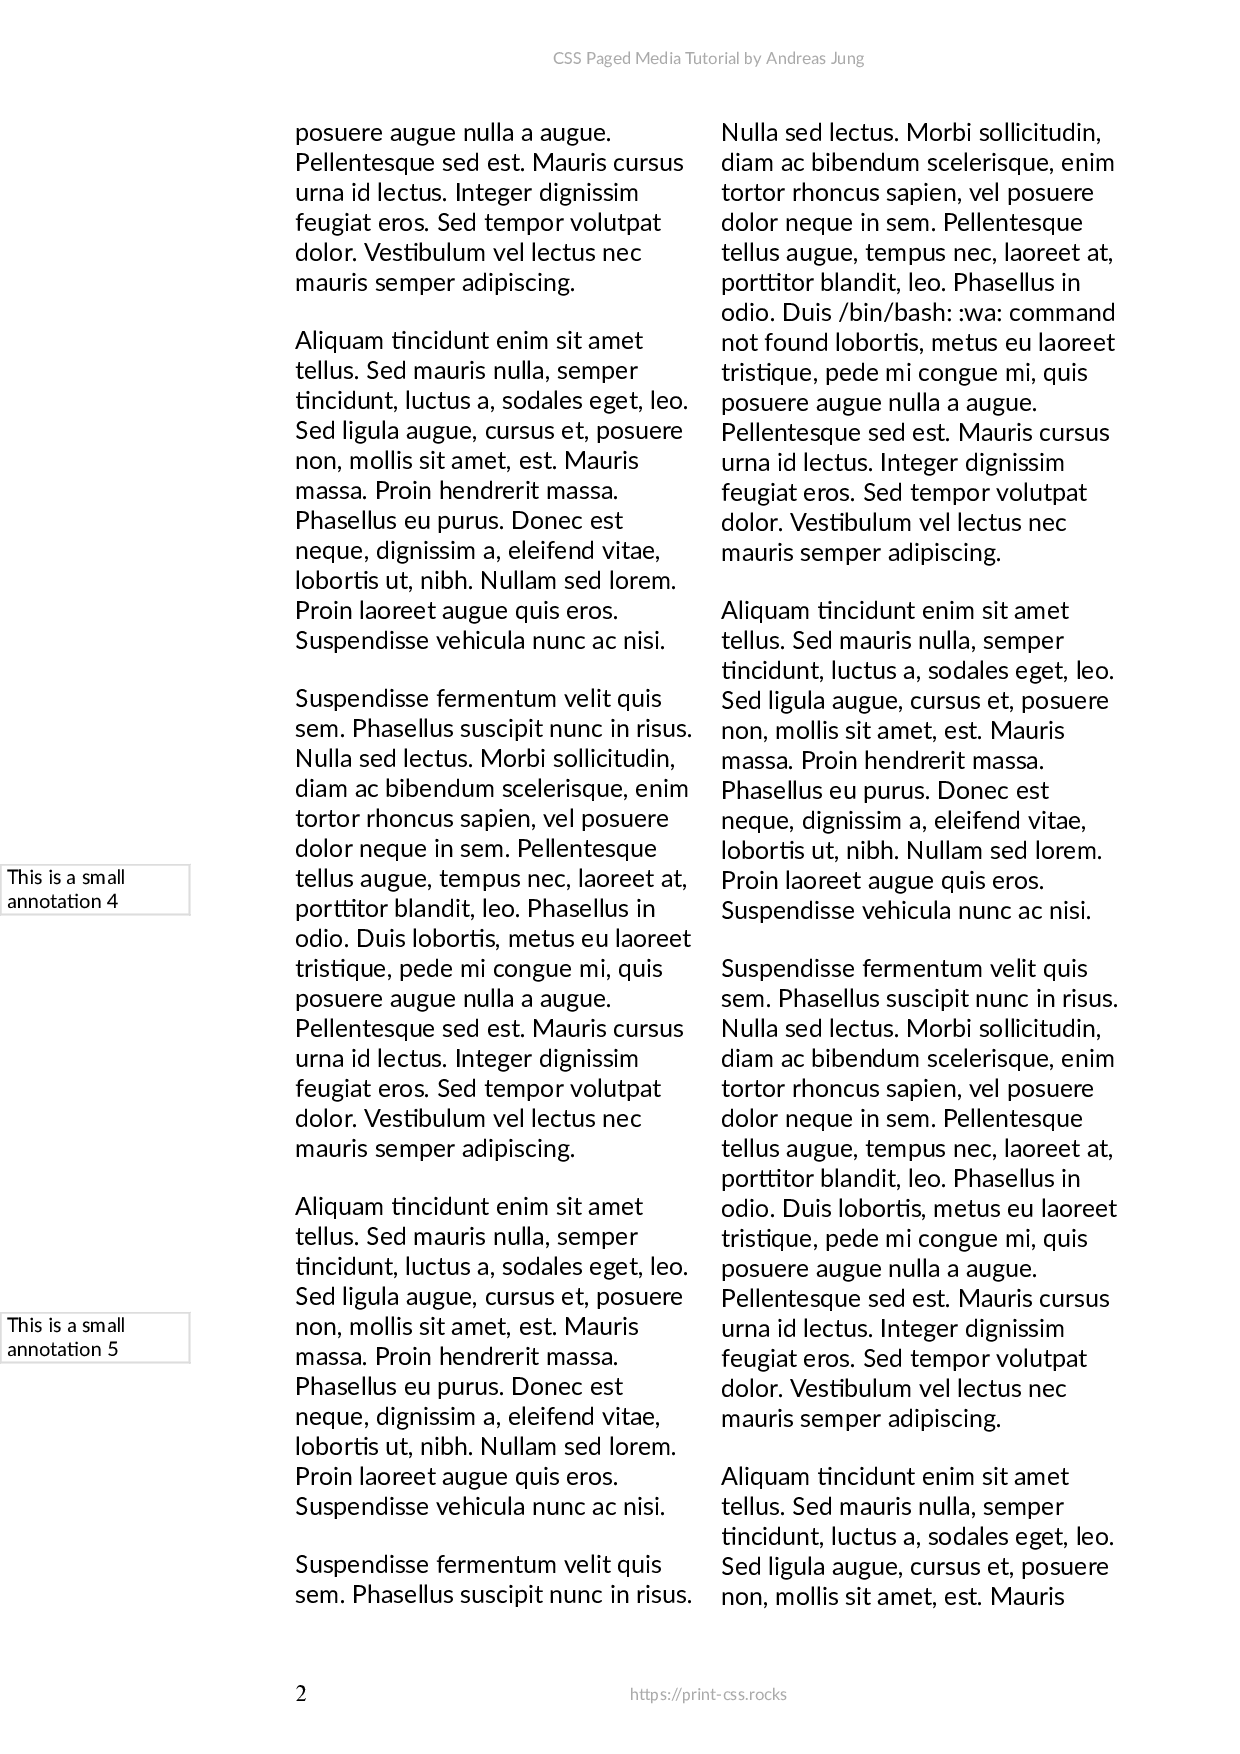 CSS Paged Media Tutorial by Andreas Jung
posuere augue nulla a augue.
Pellentesque sed est. Mauris cursus
urna id lectus. Integer dignissim
feugiat eros. Sed tempor volutpat
dolor. Vestibulum vel lectus nec
mauris semper adipiscing.
Aliquam tincidunt enim sit amet
tellus. Sed mauris nulla, semper
tincidunt, luctus a, sodales eget, leo.
Sed ligula augue, cursus et, posuere
non, mollis sit amet, est. Mauris
massa. Proin hendrerit massa.
Phasellus eu purus. Donec est
neque, dignissim a, eleifend vitae,
lobortis ut, nibh. Nullam sed lorem.
Proin laoreet augue quis eros.
Suspendisse vehicula nunc ac nisi.
Suspendisse fermentum velit quis
sem. Phasellus suscipit nunc in risus.
Nulla sed lectus. Morbi sollicitudin,
diam ac bibendum scelerisque, enim
tortor rhoncus sapien, vel posuere
dolor neque in sem. Pellentesque
tellus augue, tempus nec, laoreet at,
porttitor blandit, leo. Phasellus in
odio. Duis lobortis, metus eu laoreet
tristique, pede mi congue mi, quis
posuere augue nulla a augue.
Pellentesque sed est. Mauris cursus
urna id lectus. Integer dignissim
feugiat eros. Sed tempor volutpat
dolor. Vestibulum vel lectus nec
mauris semper adipiscing.
This is a small
annotation 4
Aliquam tincidunt enim sit amet
tellus. Sed mauris nulla, semper
tincidunt, luctus a, sodales eget, leo.
Sed ligula augue, cursus et, posuere
non, mollis sit amet, est. Mauris
massa. Proin hendrerit massa.
Phasellus eu purus. Donec est
neque, dignissim a, eleifend vitae,
lobortis ut, nibh. Nullam sed lorem.
Proin laoreet augue quis eros.
Suspendisse vehicula nunc ac nisi.
This is a small
annotation 5
Suspendisse fermentum velit quis
sem. Phasellus suscipit nunc in risus.
Nulla sed lectus. Morbi sollicitudin,
diam ac bibendum scelerisque, enim
tortor rhoncus sapien, vel posuere
dolor neque in sem. Pellentesque
tellus augue, tempus nec, laoreet at,
porttitor blandit, leo. Phasellus in
odio. Duis /bin/bash: :wa: command
not found lobortis, metus eu laoreet
tristique, pede mi congue mi, quis
posuere augue nulla a augue.
Pellentesque sed est. Mauris cursus
urna id lectus. Integer dignissim
feugiat eros. Sed tempor volutpat
dolor. Vestibulum vel lectus nec
mauris semper adipiscing.
Aliquam tincidunt enim sit amet
tellus. Sed mauris nulla, semper
tincidunt, luctus a, sodales eget, leo.
Sed ligula augue, cursus et, posuere
non, mollis sit amet, est. Mauris
massa. Proin hendrerit massa.
Phasellus eu purus. Donec est
neque, dignissim a, eleifend vitae,
lobortis ut, nibh. Nullam sed lorem.
Proin laoreet augue quis eros.
Suspendisse vehicula nunc ac nisi.
Suspendisse fermentum velit quis
sem. Phasellus suscipit nunc in risus.
Nulla sed lectus. Morbi sollicitudin,
diam ac bibendum scelerisque, enim
tortor rhoncus sapien, vel posuere
dolor neque in sem. Pellentesque
tellus augue, tempus nec, laoreet at,
porttitor blandit, leo. Phasellus in
odio. Duis lobortis, metus eu laoreet
tristique, pede mi congue mi, quis
posuere augue nulla a augue.
Pellentesque sed est. Mauris cursus
urna id lectus. Integer dignissim
feugiat eros. Sed tempor volutpat
dolor. Vestibulum vel lectus nec
mauris semper adipiscing.
Aliquam tincidunt enim sit amet
tellus. Sed mauris nulla, semper
tincidunt, luctus a, sodales eget, leo.
Sed ligula augue, cursus et, posuere
non, mollis sit amet, est. Mauris
2
https://print-css.rocks